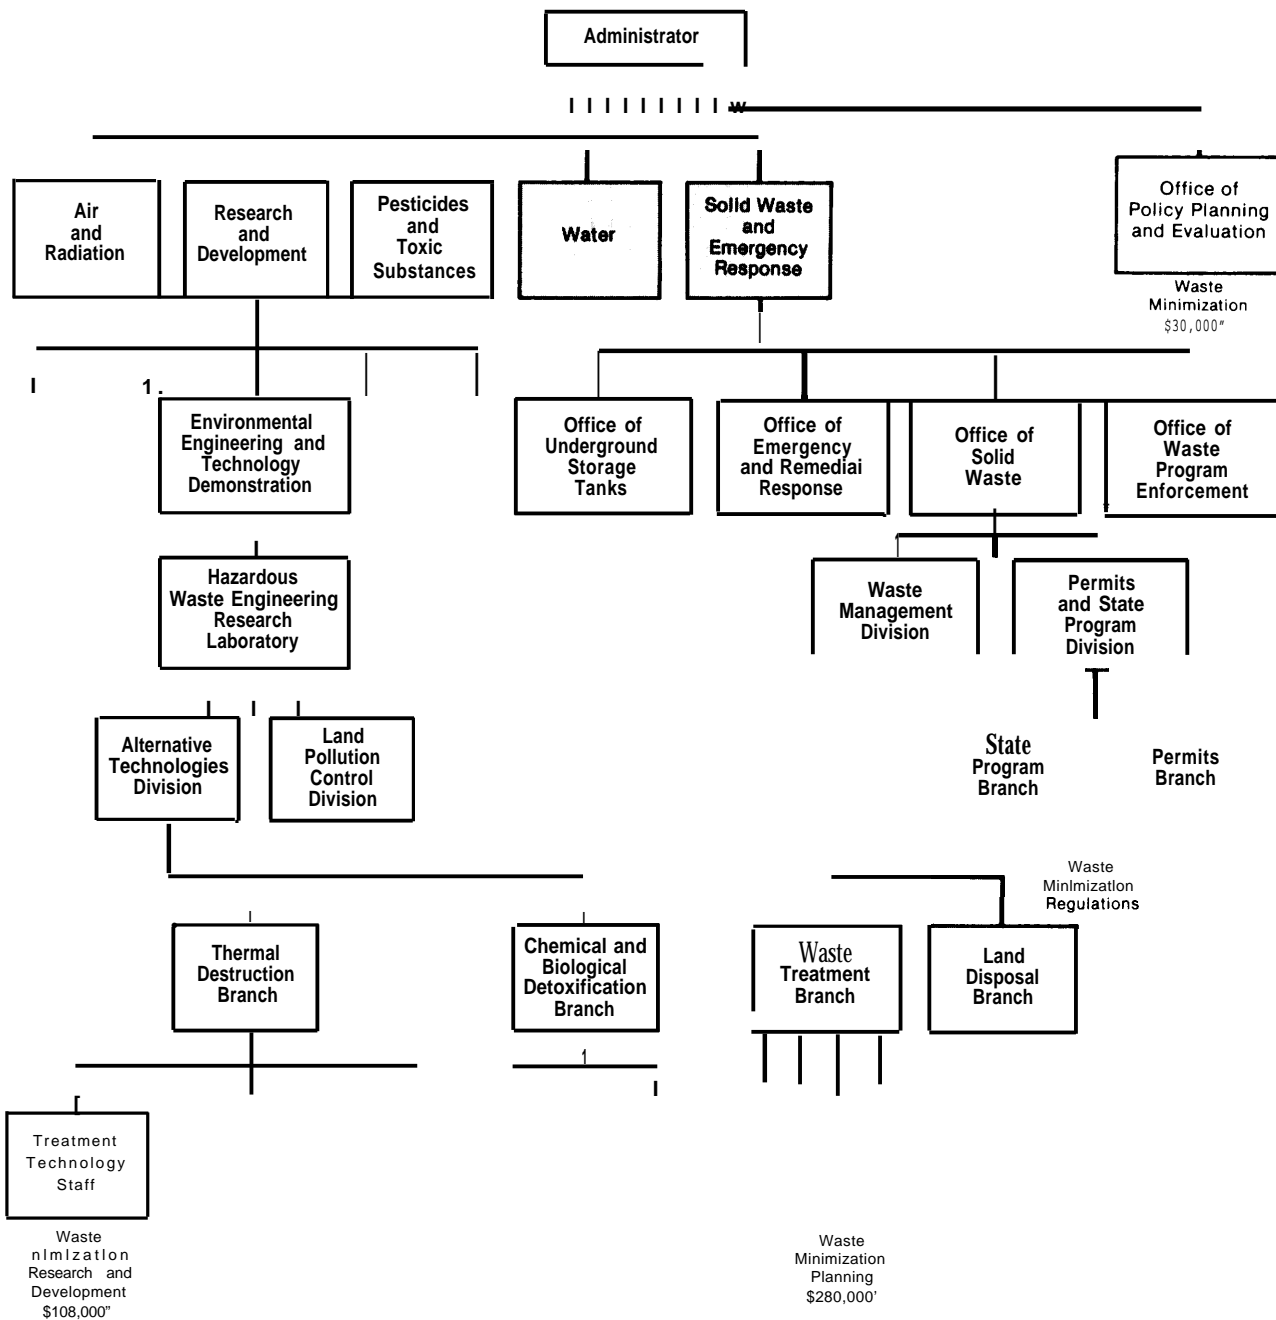 Administrator
Air
and
Radiation
Research
and
Development
Pesticides
and
Toxic
Substances
Water
Solid Waste
and
Emergency
Response
Office of
Policy Planning
and Evaluation
Waste
Minimization
$30,000"
1.
Environmental
Engineering and
Technology
Demonstration
Office of
Underground
Storage
Tanks
Office of
Emergency
and Remediai
Response
Office of
Solid
Waste
Office of
Waste
Program
Enforcement
Hazardous
Waste Engineering
Research
Laboratory
Waste
Management
Division
Permits
and State
Program
Division
Alternative
Technologies
Division
Land
Pollution
Control
Division
State
Program
Branch
Permits
Branch
Waste
MinImizatIon
Regulations
Thermal
Destruction
Branch
Chemical and
Biological
Detoxification
Branch
Waste
Treatment
Branch
Land
Disposal
Branch
Treatment
Technology
Staff
Waste
nImIzatIon
Research and
Development
$108,000"
Waste
Minimization
Planning
$280,000'